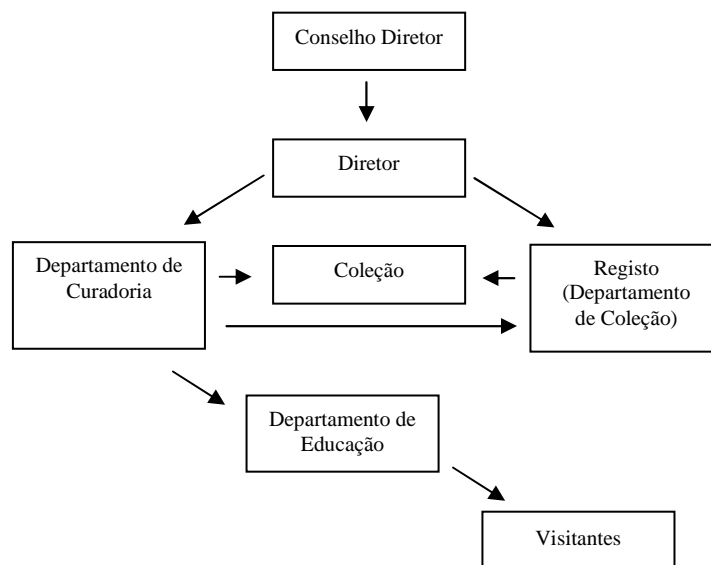 Conselho Diretor
Diretor
Departamento de
Curadoria
Coleção
Registo
(Departamento
de Coleção)
Departamento de
Educação
Visitantes